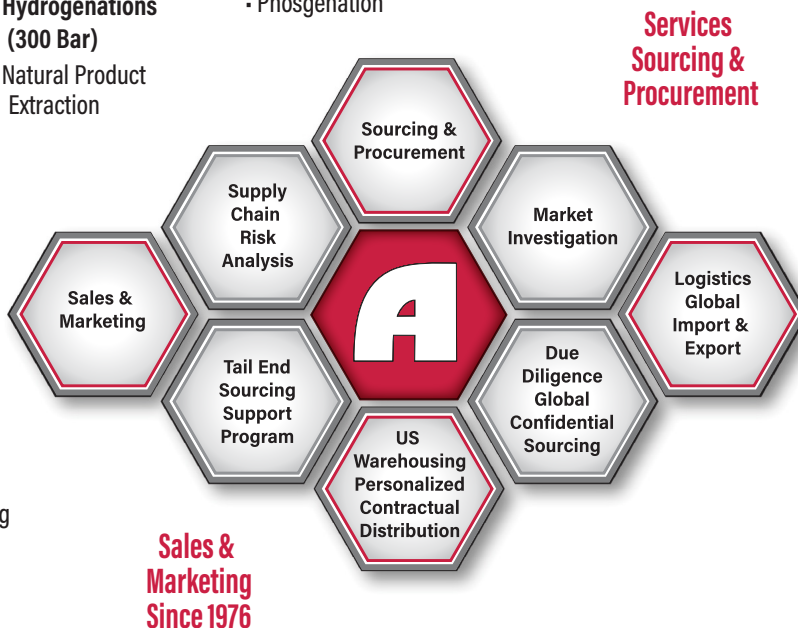 Hydrogenations
(300 Bar)
Natural Product
Extraction
• Phosgenation
Services
Sourcing &
Procurement
Sourcing &
Procurement
Supply
Chain
Risk
Analysis
Market
Investigation
Sales &
Marketing
A
Logistics
Global
Import &
Export
Tail End
Sourcing
Support
Program
Due
Diligence
Global
Confidential
Sourcing
US
Warehousing
Personalized
Contractual
Distribution
g
Sales &
Marketing
Since 1976